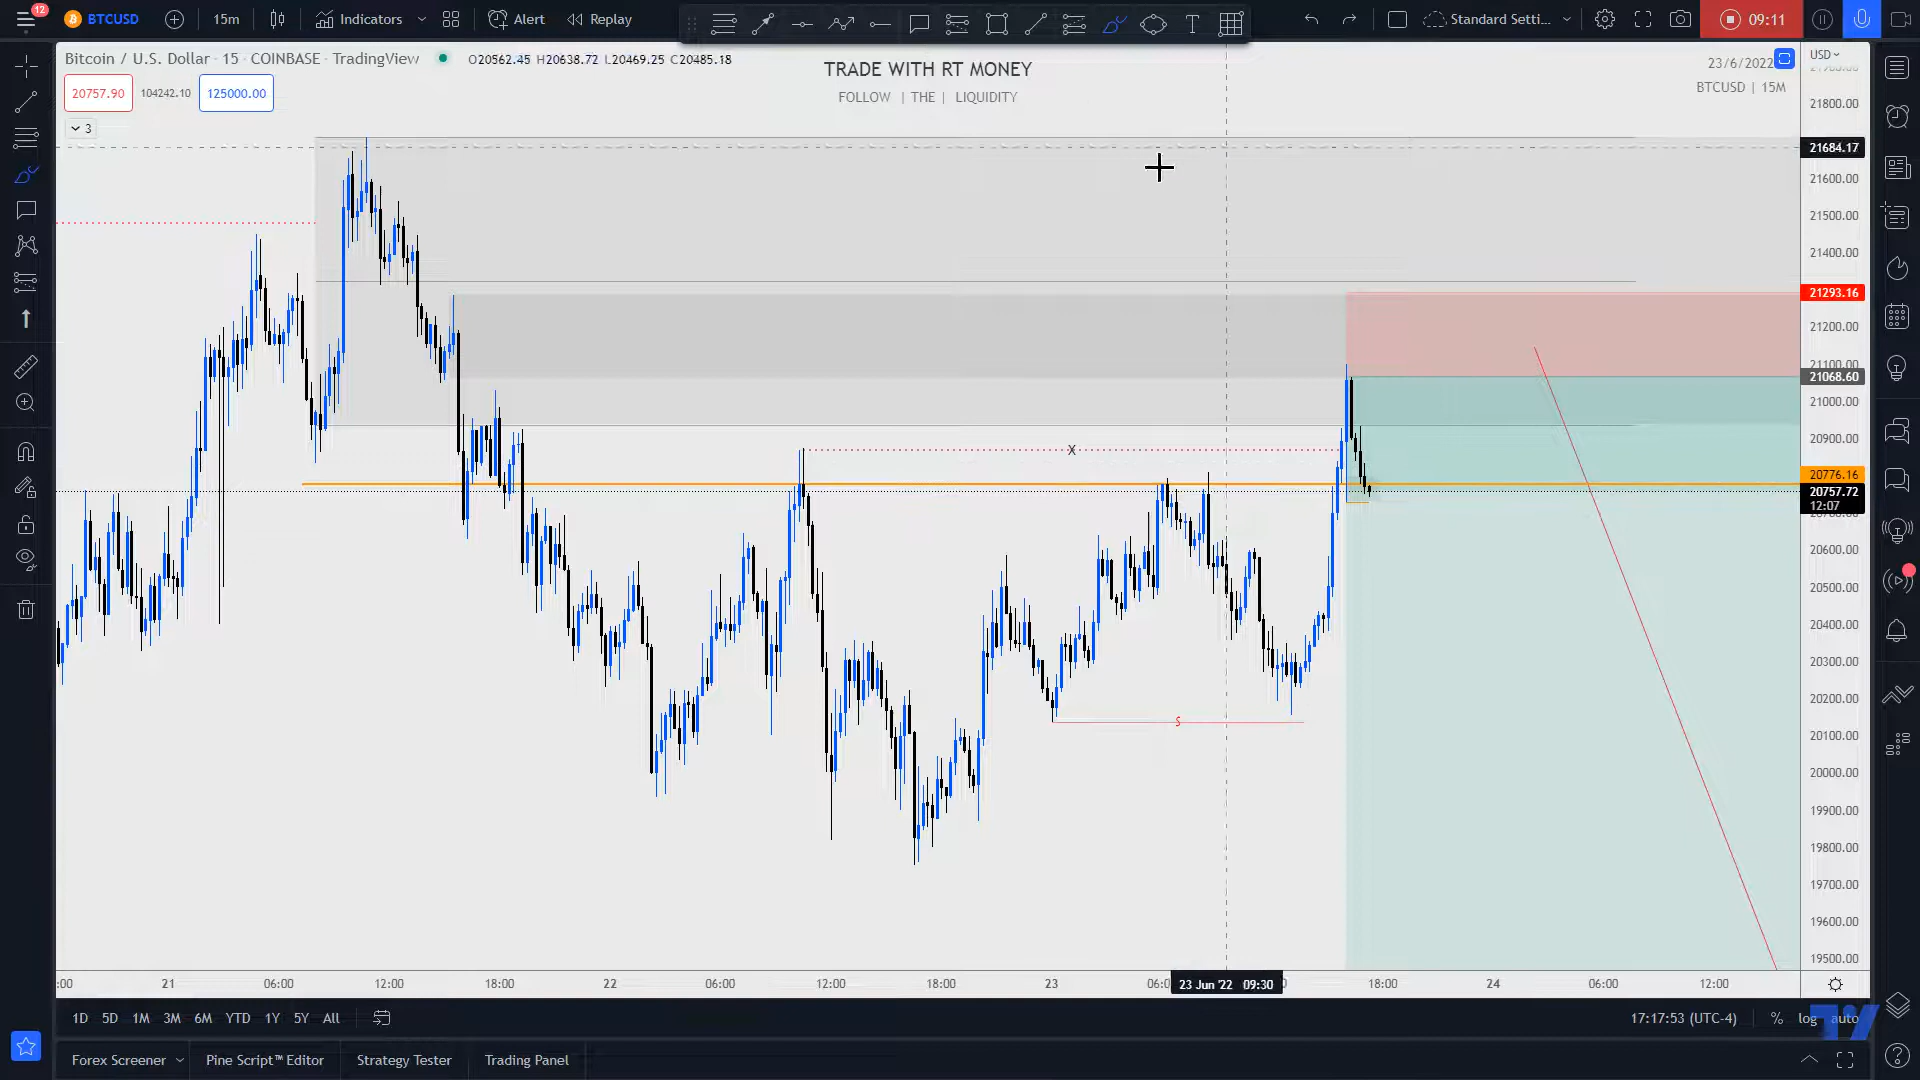 12
BTCUSD
15m
Indicators
Alert
Replay
Standard Setti...
09:11
Bitcoin / U.S. Dollar · 15 · COINBASE · TradingView
O20562.45 H20638.72 L20469.25 C20485.18
TRADE WITH RT MONEY
FOLLOW | THE | LIQUIDITY
23/6/2022
BTCUSD | 15M
USD
20757.90
104242.10
125000.00
3
21800.00
21684.17
21600.00
21500.00
21400.00
21293.16
21200.00
21100.00
21068.60
21000.00
20900.00
20776.16
20757.72
12:07
20600.00
20500.00
20400.00
20300.00
20200.00
20100.00
20000.00
19900.00
19800.00
19700.00
19600.00
19500.00
X
$
:00
21
06:00
12:00
18:00
22
06:00
12:00
18:00
23
06:0
23 Jun '22 09:30
18:00
24
06:00
12:00
1D
5D
1M
3M
6M
YTD
1Y
5Y
All
17:17:53 (UTC-4)
%
log
auto
Forex Screener
Pine Script™ Editor
Strategy Tester
Trading Panel